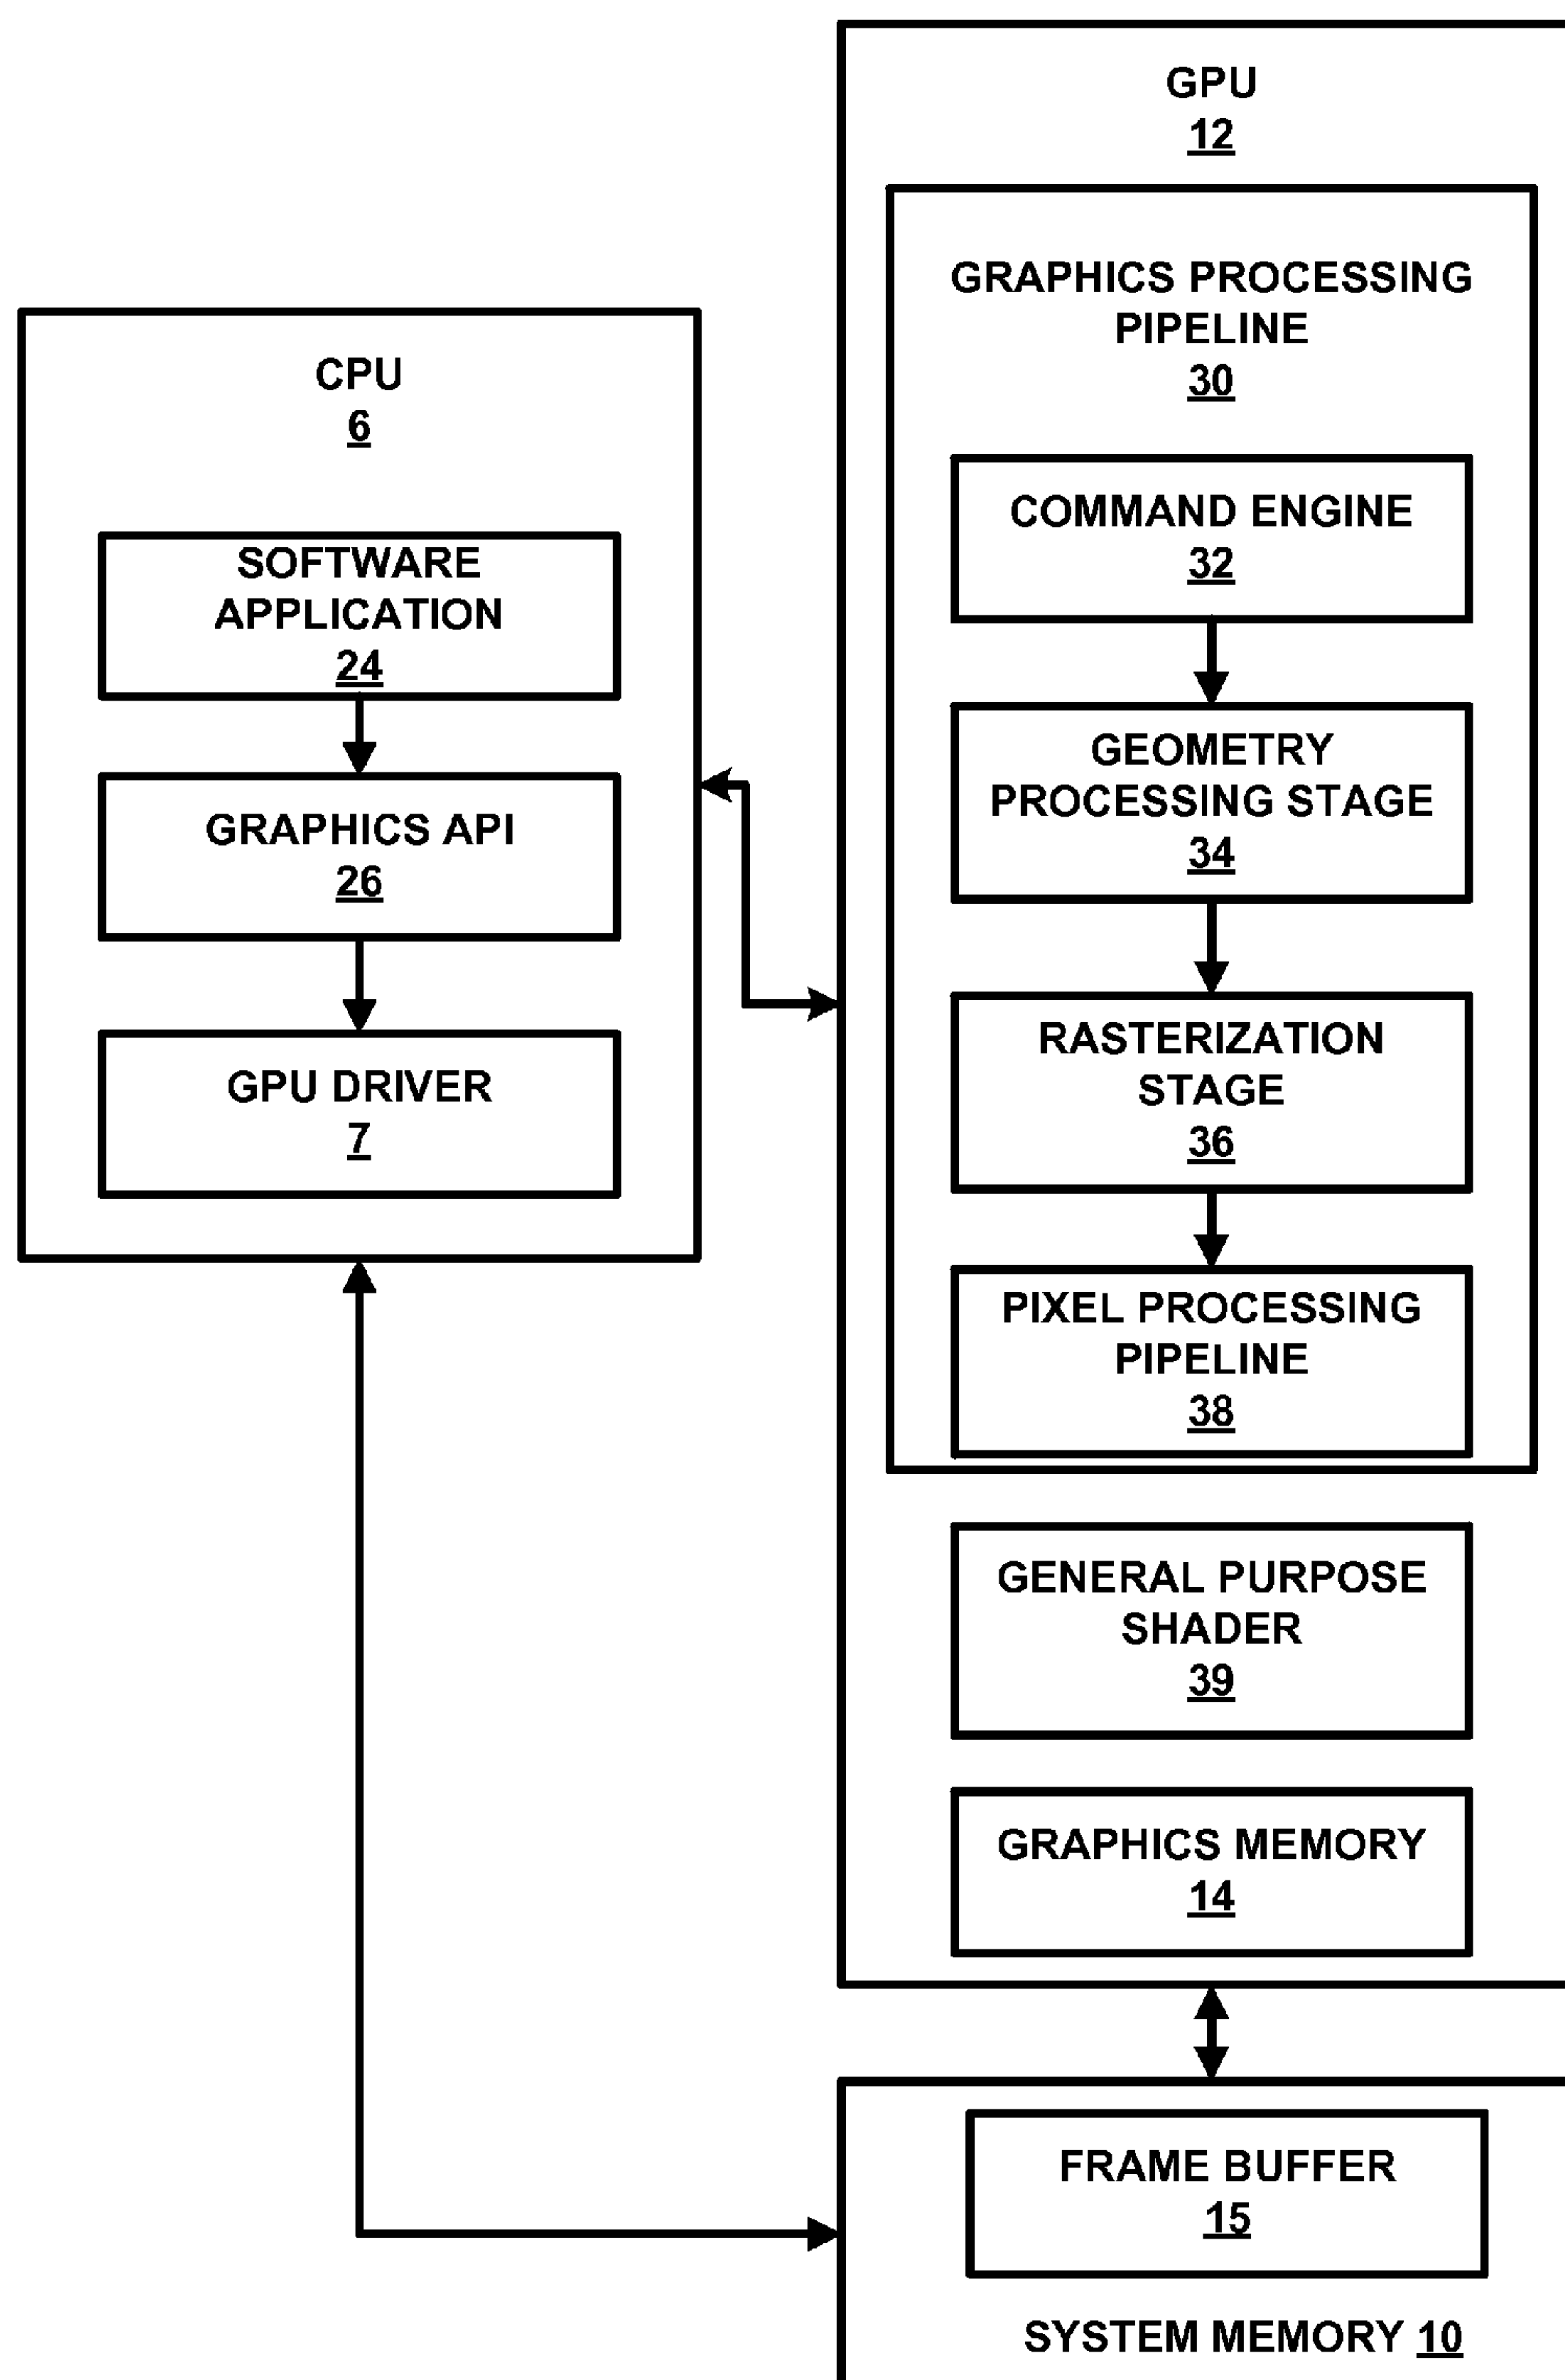 CPU
6
SOFTWARE
APPLICATION
24
GRAPHICS API
26
GPU DRIVER
7
GPU
12
GRAPHICS PROCESSING
PIPELINE
30
COMMAND ENGINE
32
GEOMETRY
PROCESSING STAGE
34
RASTERIZATION
STAGE
36
PIXEL PROCESSING
PIPELINE
38
GENERAL PURPOSE
SHADER
39
GRAPHICS MEMORY
14
FRAME BUFFER
15
SYSTEM MEMORY 10